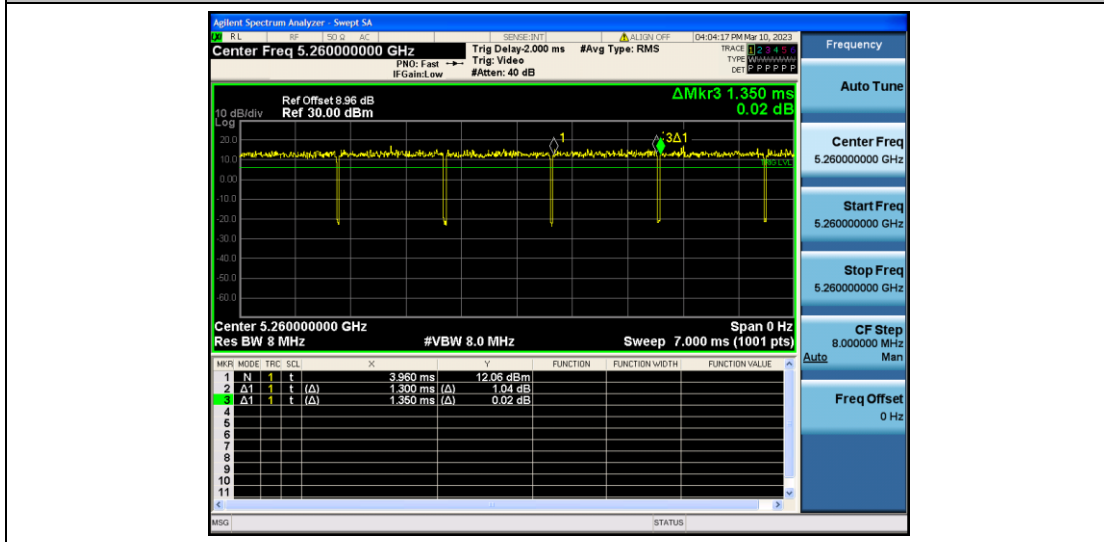 Agilent Spectrum Analyzer - Swept SA
RL RF 50 Ω AC SENSE:INT ALIGN OFF 04:04:17 PM Mar 10, 2023
Center Freq 5.260000000 GHz
Trig Delay-2.000 ms #Avg Type: RMS
TRACE 1 2 3 4 5 6
PNO: Fast Trig: Video
TYPE
IFGain:Low #Atten: 40 dB
DET P P P P P P
Frequency
ΔMkr3 1.350 ms
0.02 dB
Ref Offset 8.96 dB
10 dB/div Ref 30.00 dBm
Log
20.0
10.0
0.00
-10.0
-20.0
-30.0
-40.0
-50.0
-60.0
1
3Δ1
TRIG LVL
Center 5.260000000 GHz Span 0 Hz
Res BW 8 MHz #VBW 8.0 MHz Sweep 7.000 ms (1001 pts)
MKR MODE TRC SCL X Y FUNCTION FUNCTION WIDTH FUNCTION VALUE
1 N 1 t 3.960 ms 12.06 dBm
2 Δ1 1 t (Δ) 1.300 ms (Δ) 1.04 dB
3 Δ1 1 t (Δ) 1.350 ms (Δ) 0.02 dB
4
5
6
7
8
9
10
11
MSG STATUS
Auto Tune
Center Freq
5.260000000 GHz
Start Freq
5.260000000 GHz
Stop Freq
5.260000000 GHz
CF Step
8.000000 MHz
Auto Man
Freq Offset
0 Hz